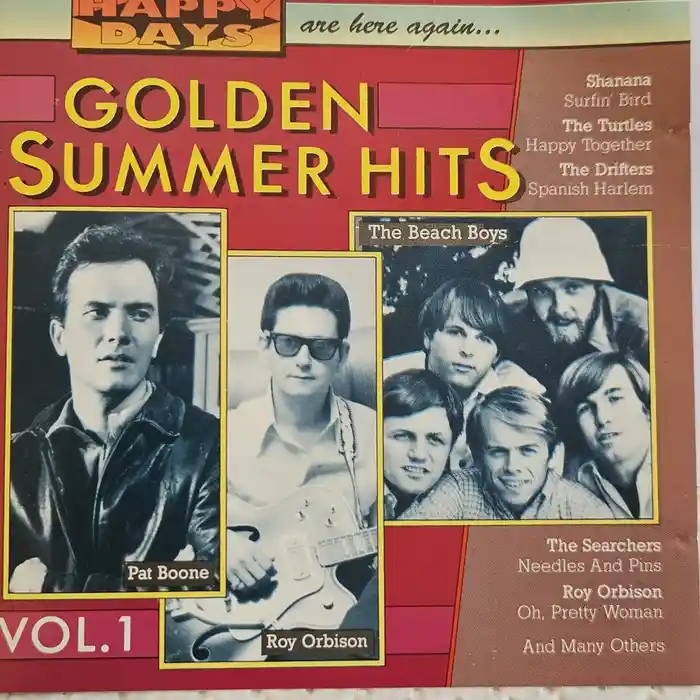 HAPPY
DAYS
are here again...
GOLDEN
SUMMER HITS
Shanana
Surfin' Bird
The Turtles
Happy Together
The Drifters
Spanish Harlem
The Beach Boys
Pat Boone
Roy Orbison
The Searchers
Needles And Pins
Roy Orbison
Oh, Pretty Woman
And Many Others
VOL.1